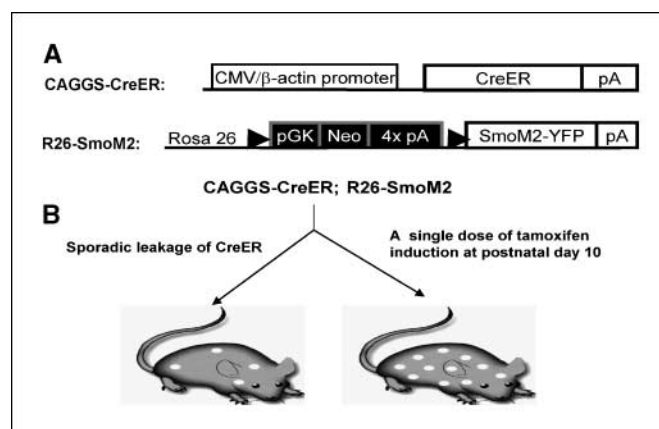 A
CAGGS-CreER: CMV/β-actin promoter CreER pA
R26-SmoM2: Rosa 26 pGK Neo 4x pA SmoM2-YFP pA
CAGGS-CreER; R26-SmoM2
B
Sporadic leakage of CreER
A single dose of tamoxifen
induction at postnatal day 10